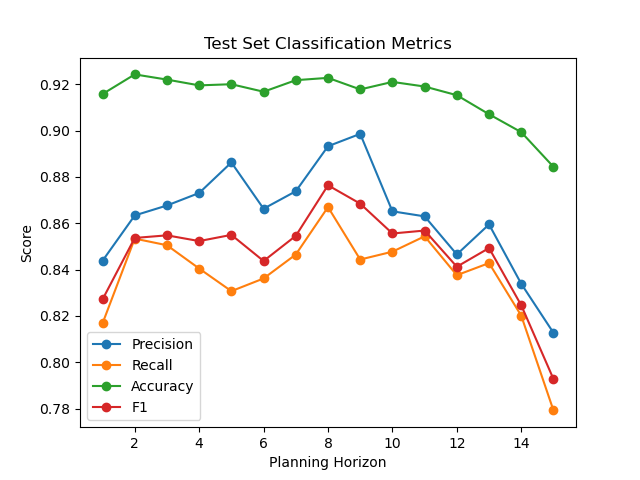 Test Set Classification Metrics
Score
0.92
0.90
0.88
0.86
0.84
0.82
0.80
0.78
Precision
Recall
Accuracy
F1
2 4 6 8 10 12 14
Planning Horizon